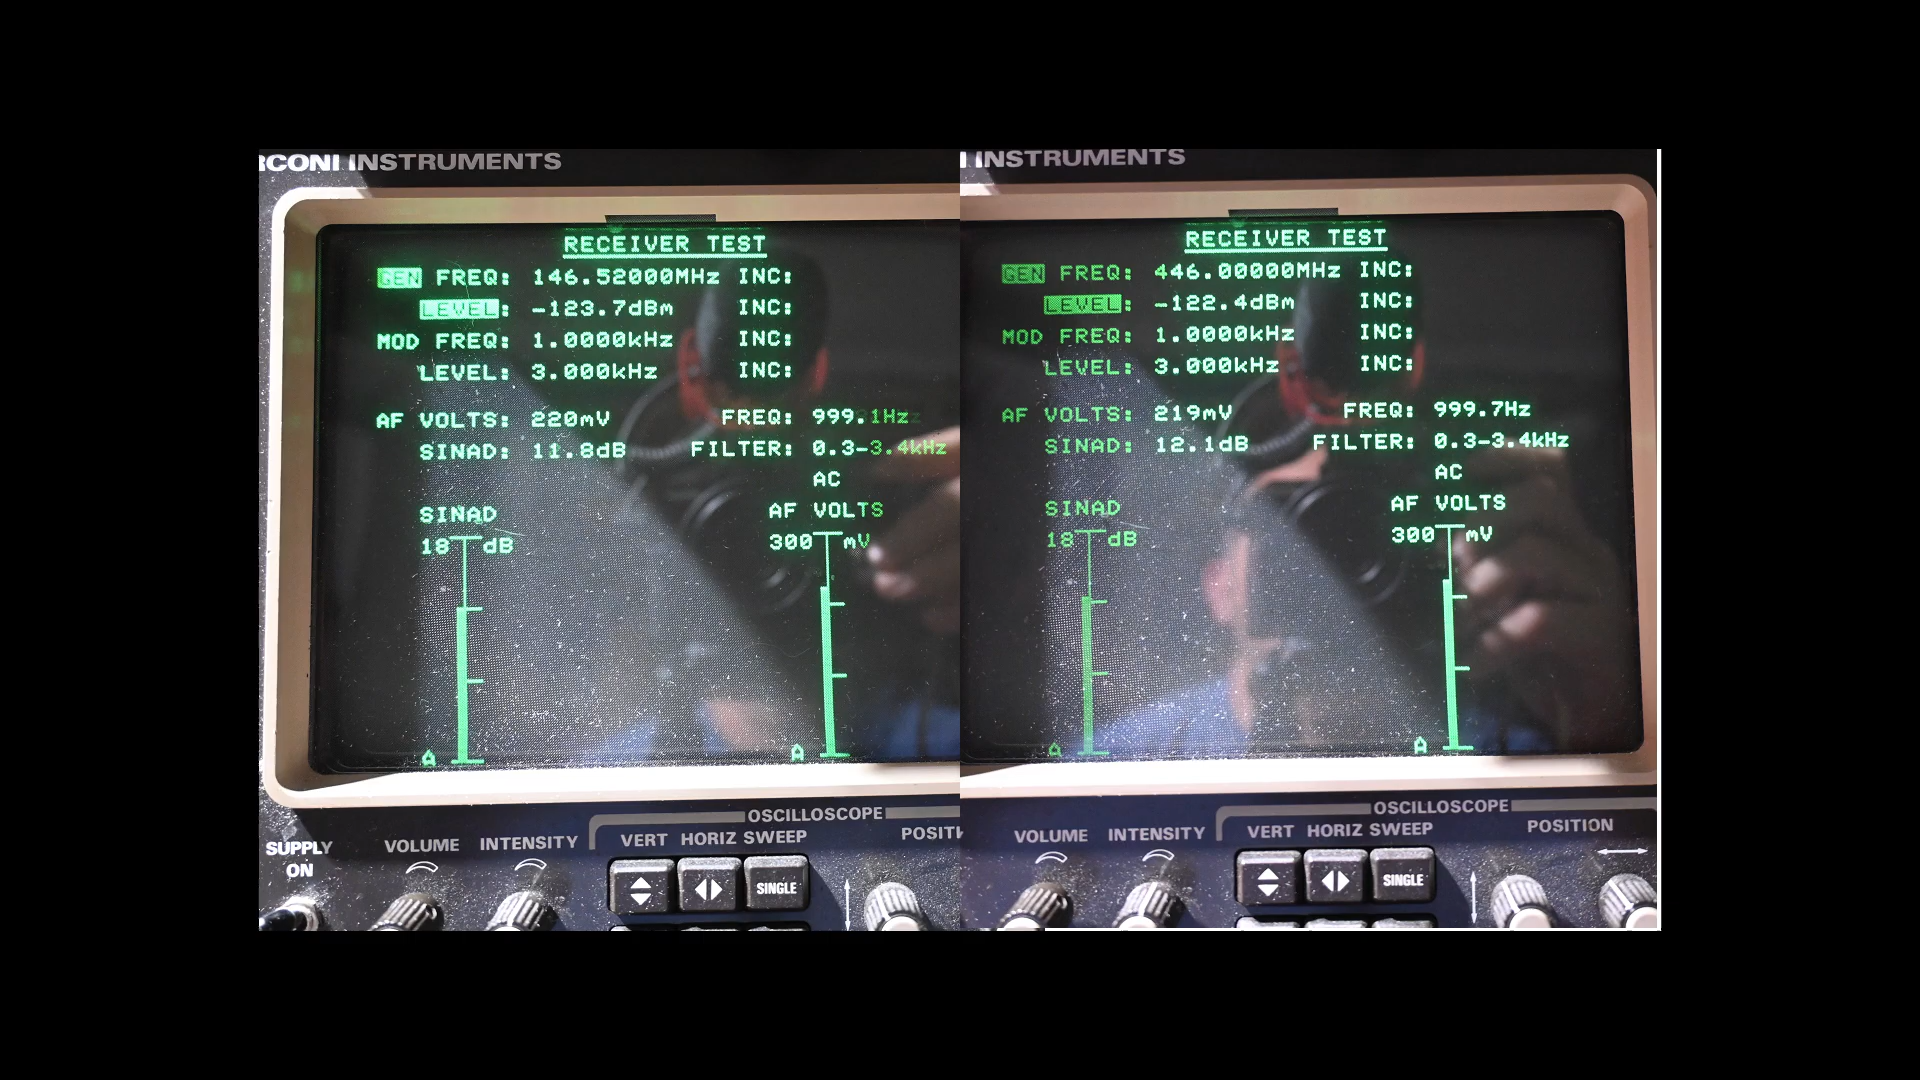 RCONI INSTRUMENTS
RECEIVER TEST
GEN FREQ: 146.52000MHz INC:
LEVEL: -123.7dBm INC:
MOD FREQ: 1.0000kHz INC:
LEVEL: 3.000kHz INC:
AF VOLTS: 220mV FREQ: 999.1Hz
SINAD: 11.8dB FILTER: 0.3-3.4kHz
AC
SINAD AF VOLTS
18 dB 300 mV
A A
OSCILLOSCOPE
SUPPLY ON VOLUME INTENSITY VERT HORIZ SWEEP POSITI
SINGLE
INSTRUMENTS
RECEIVER TEST
GEN FREQ: 446.00000MHz INC:
LEVEL: -122.4dBm INC:
MOD FREQ: 1.0000kHz INC:
LEVEL: 3.000kHz INC:
AF VOLTS: 219mV FREQ: 999.7Hz
SINAD: 12.1dB FILTER: 0.3-3.4kHz
AC
SINAD AF VOLTS
18 dB 300 mV
A A
OSCILLOSCOPE
VOLUME INTENSITY VERT HORIZ SWEEP POSITION
SINGLE